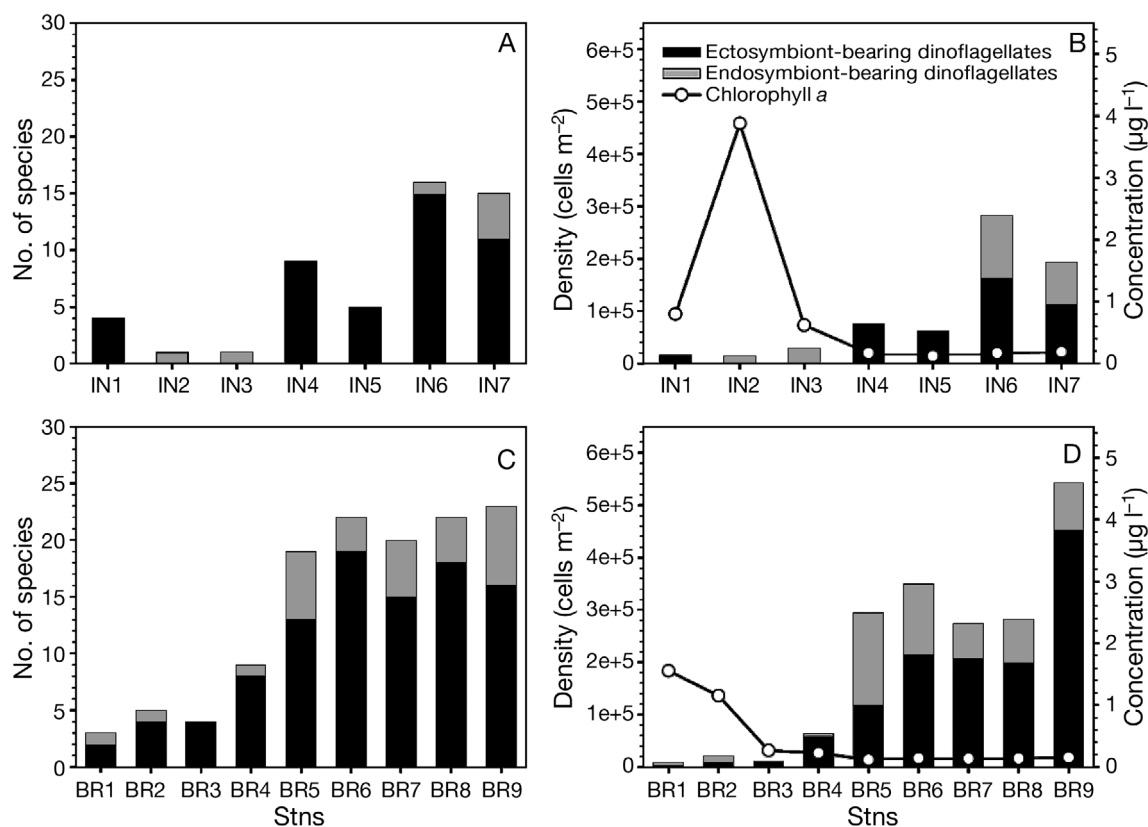 A
No. of species
30
25
20
15
10
5
0
IN1 IN2 IN3 IN4 IN5 IN6 IN7
B
Ectosymbiont-bearing dinoflagellates
Endosymbiont-bearing dinoflagellates
Chlorophyll a
Density (cells m⁻²)
6e+5
5e+5
4e+5
3e+5
2e+5
1e+5
0
Concentration (µg l⁻¹)
5
4
3
2
1
0
IN1 IN2 IN3 IN4 IN5 IN6 IN7
C
No. of species
30
25
20
15
10
5
0
BR1 BR2 BR3 BR4 BR5 BR6 BR7 BR8 BR9
Stns
D
Density (cells m⁻²)
6e+5
5e+5
4e+5
3e+5
2e+5
1e+5
0
Concentration (µg l⁻¹)
5
4
3
2
1
0
BR1 BR2 BR3 BR4 BR5 BR6 BR7 BR8 BR9
Stns